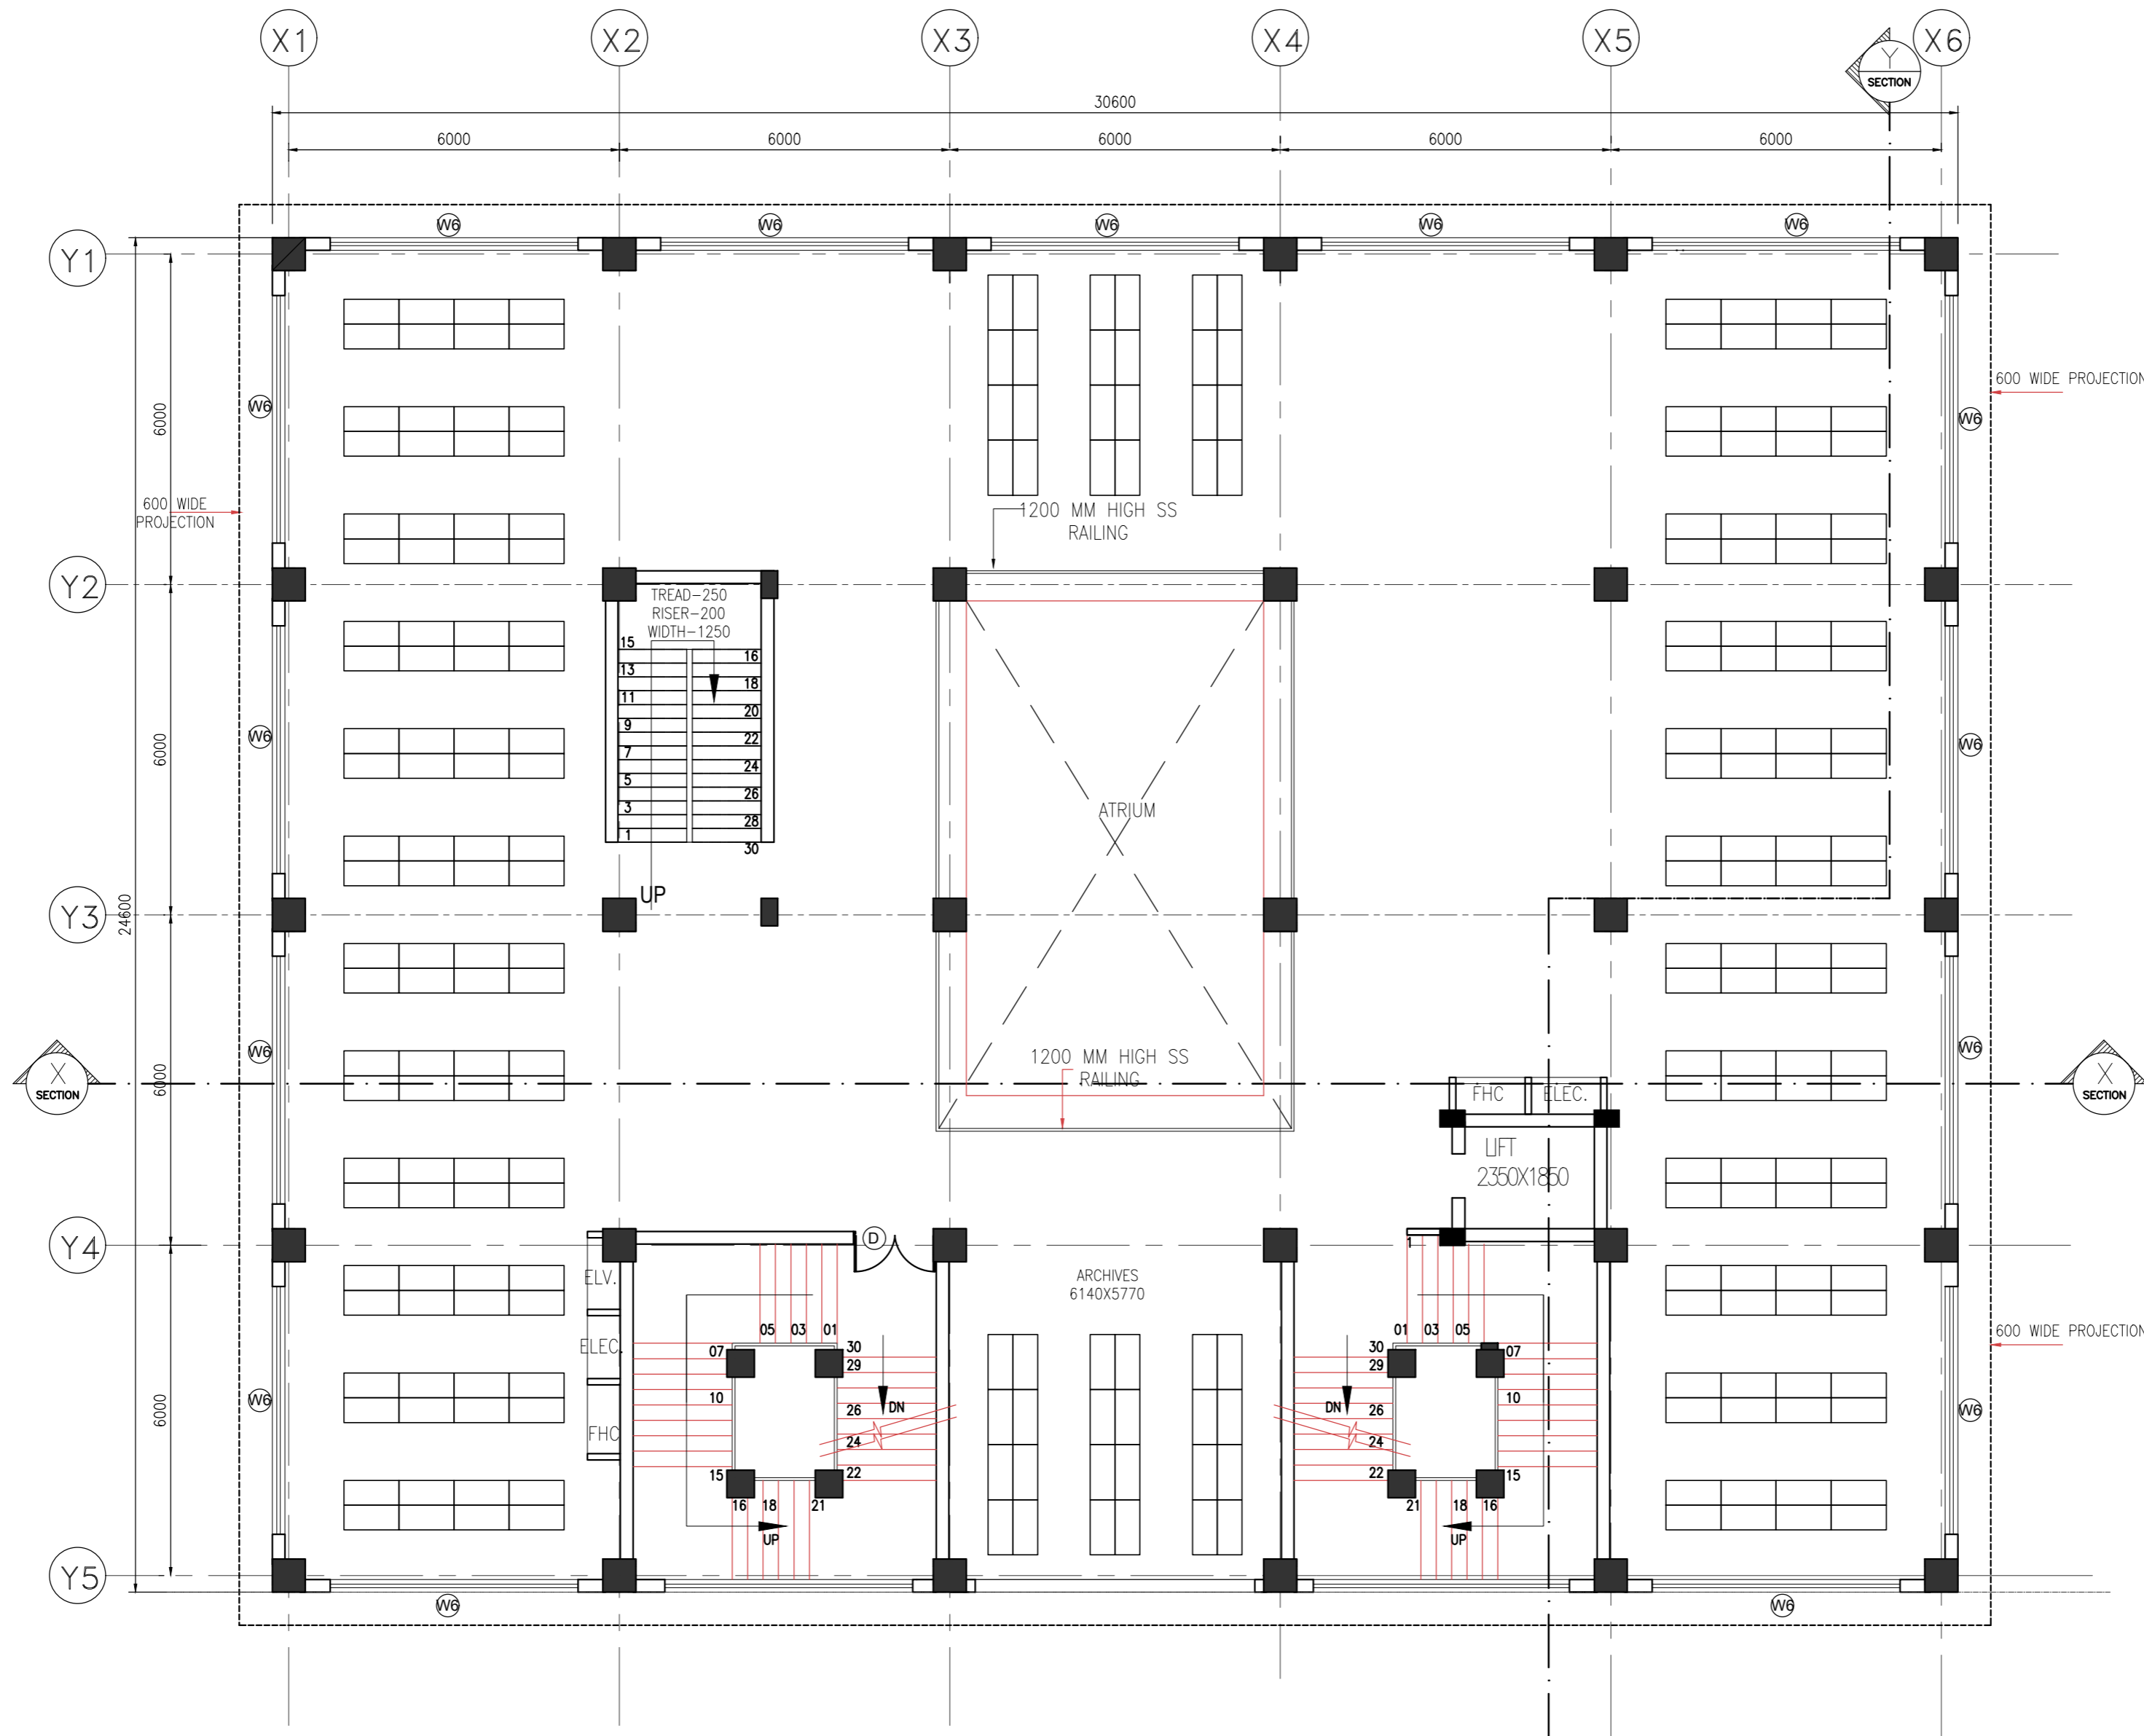 X1 X2 X3 X4 X5 X6
Y
SECTION
30600
6000 6000 6000 6000 6000
W6 W6 W6 W6 W6
Y1
600 WIDE PROJECTION
W6 W6
6000
600 WIDE
PROJECTION
1200 MM HIGH SS
RAILING
Y2
TREAD-250
RISER-200
WIDTH-1250
15 16
13 18
11 20
9 22
7 24
5 26
3 28
1 30
W6 W6
6000
ATRIUM
UP
Y3
24600
W6 W6
6000
1200 MM HIGH SS
RAILING
X
SECTION
X
SECTION
FHC ELEC.
LIFT
2350X1850
Y4
D
1
ELV.
ARCHIVES
6140X5770
05 03 01
01 03 05
600 WIDE PROJECTION
ELEC.
07 30
29
30 07
29
10 26 DN
DN 26 10
W6 W6
6000
FHC
24
24
15 22
22 15
16 18 21
21 18 16
UP
UP
Y5
W6 W6